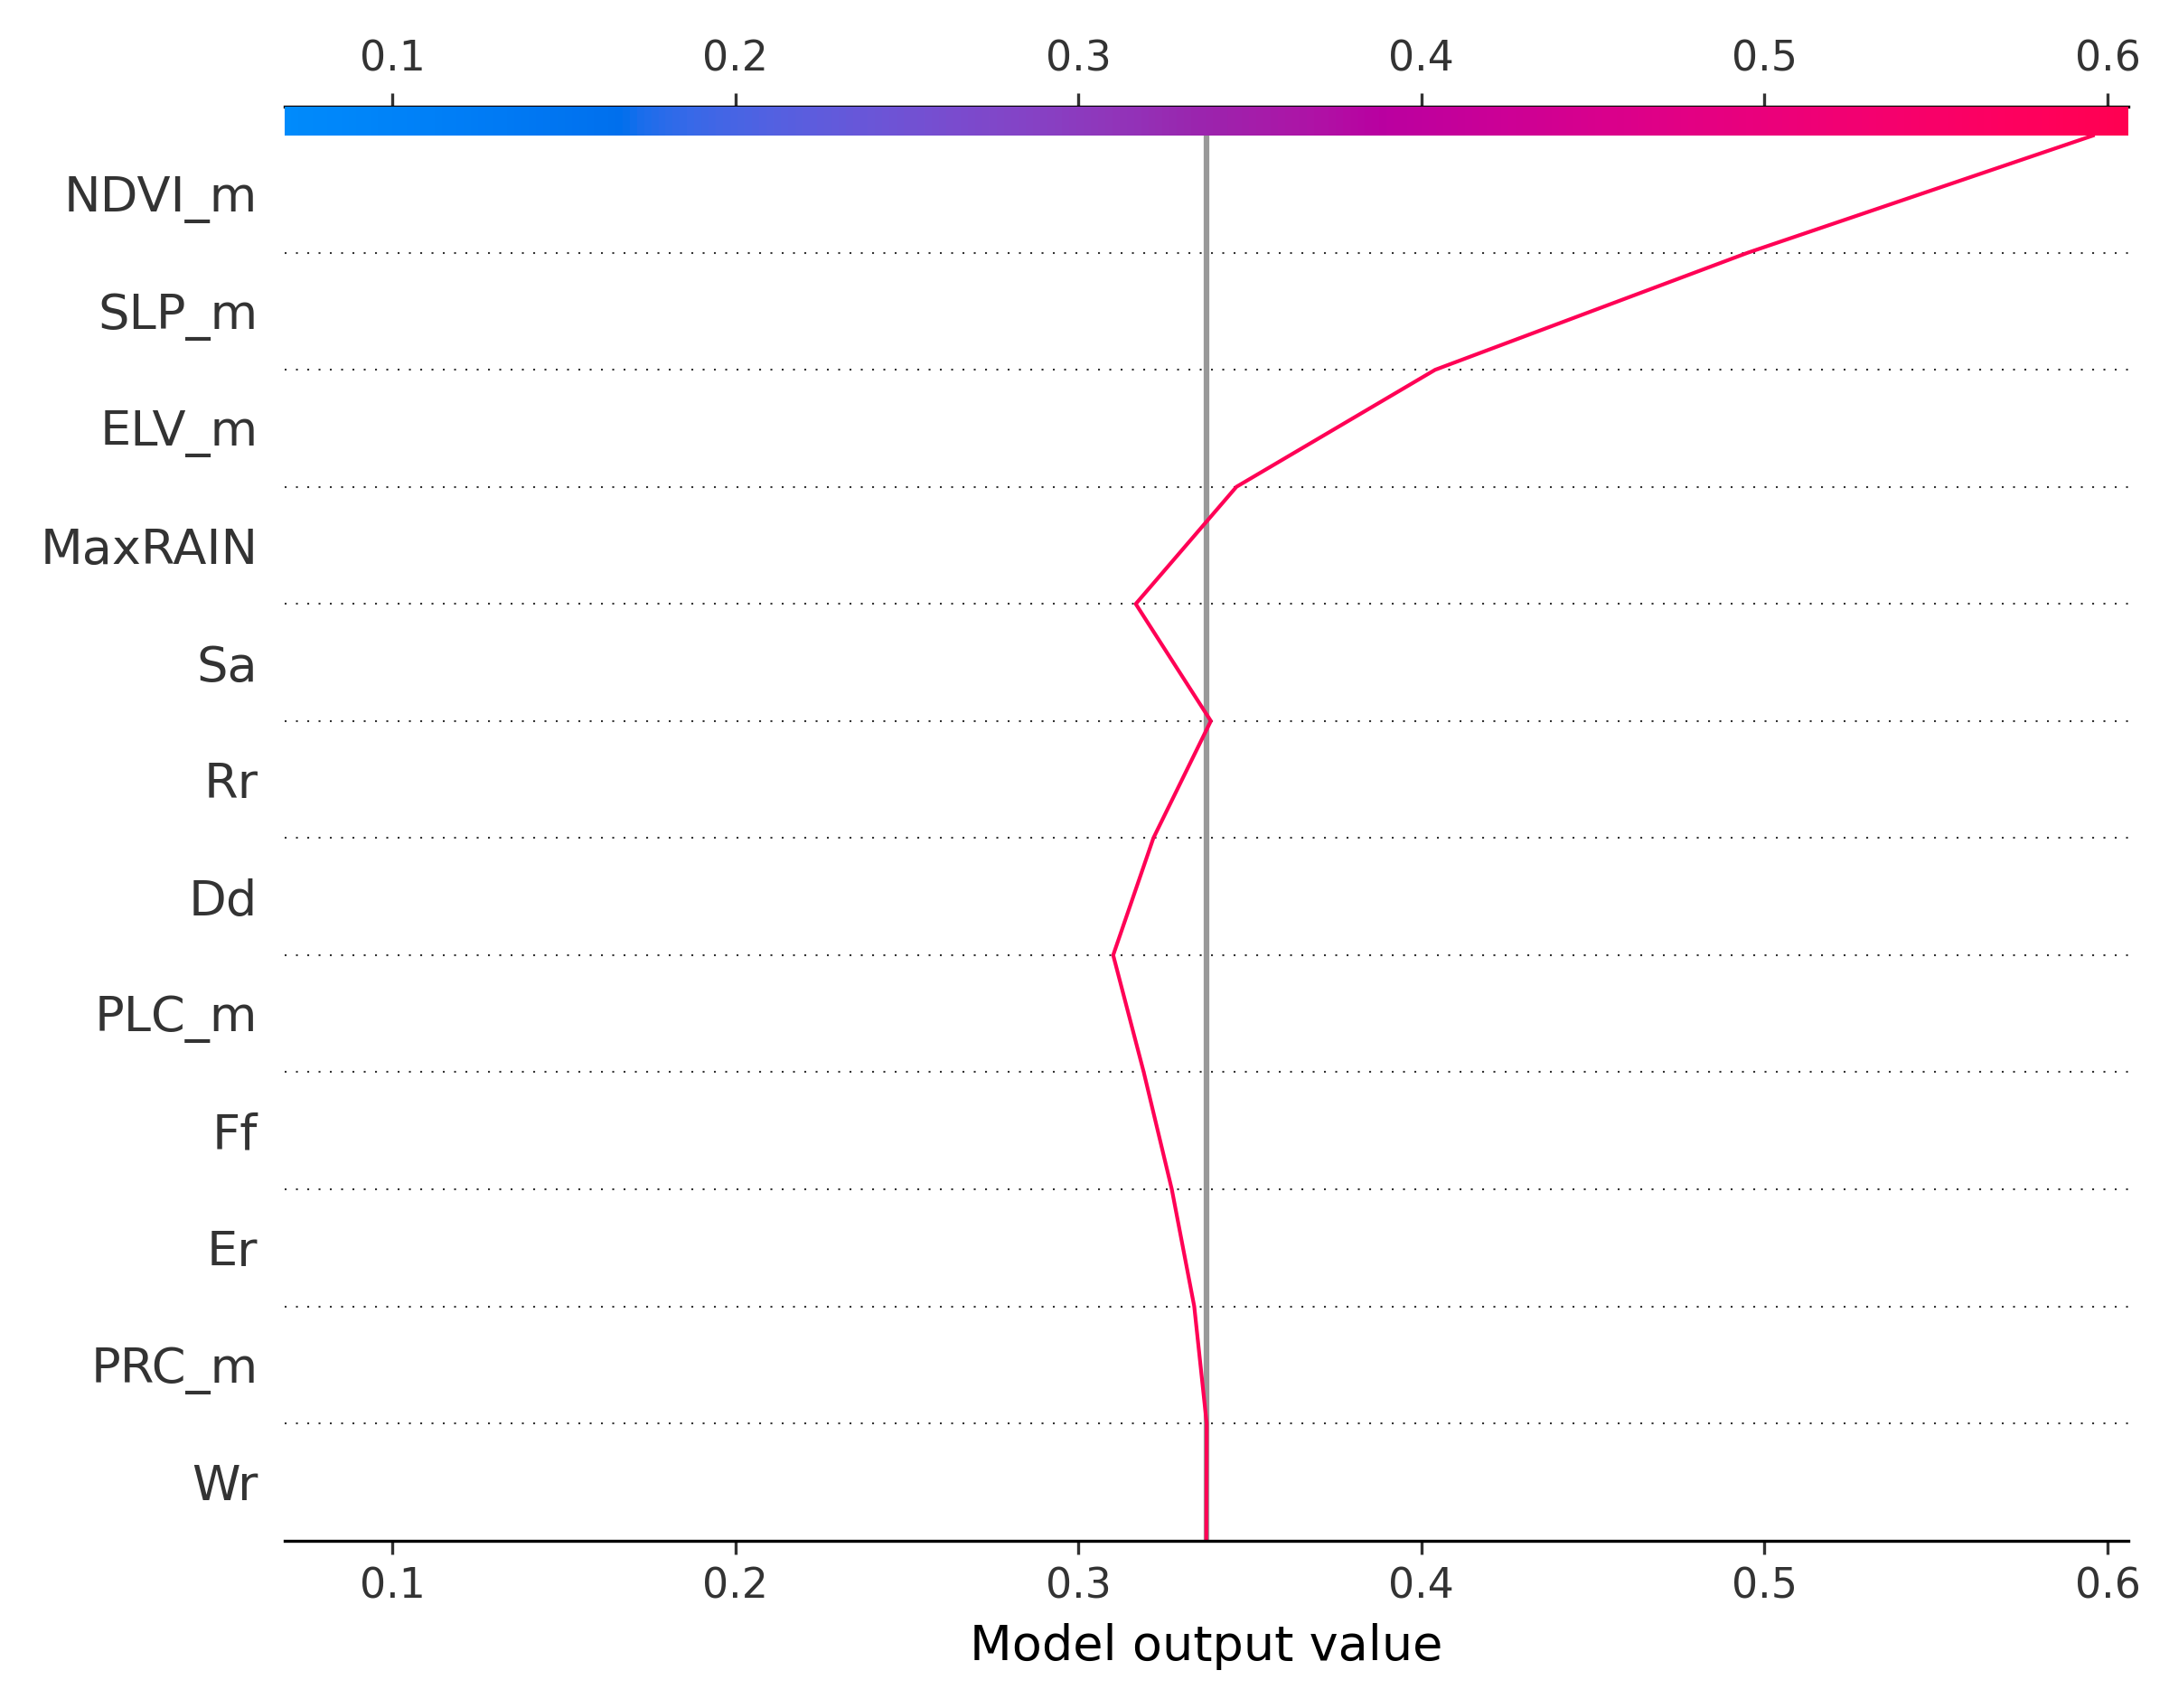 0.1 0.2 0.3 0.4 0.5 0.6
NDVI_m
SLP_m
ELV_m
MaxRAIN
Sa
Rr
Dd
PLC_m
Ff
Er
PRC_m
Wr
0.1 0.2 0.3 0.4 0.5 0.6
Model output value